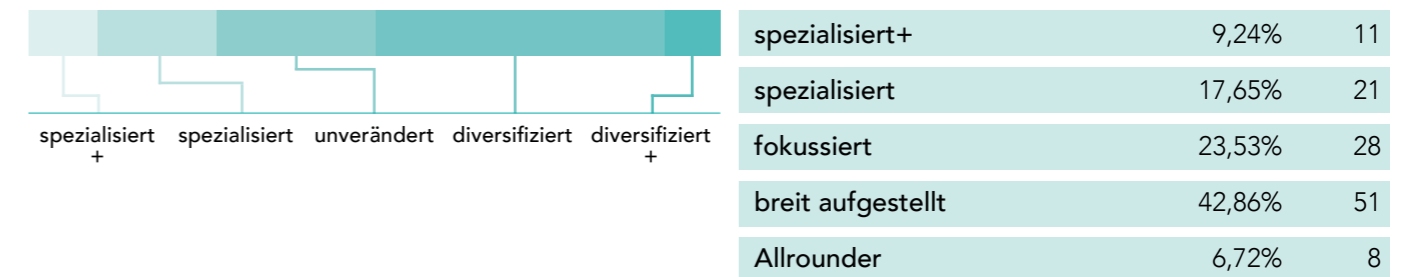 spezialisiert
+
spezialisiert
unverändert
diversifiziert
diversifiziert
+
spezialisiert+ 9,24% 11
spezialisiert 17,65% 21
fokussiert 23,53% 28
breit aufgestellt 42,86% 51
Allrounder 6,72% 8